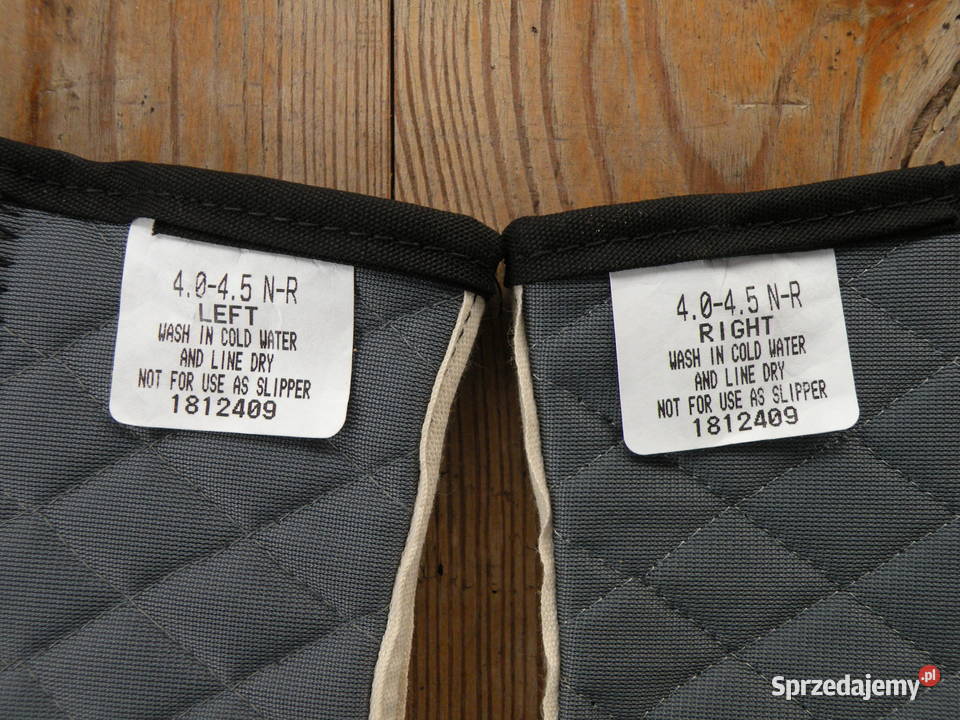 4.0-4.5 N-R
LEFT
WASH IN COLD WATER
AND LINE DRY
NOT FOR USE AS SLIPPER
1812409
4.0-4.5 N-R
RIGHT
WASH IN COLD WATER
AND LINE DRY
NOT FOR USE AS SLIPPER
1812409
Sprzedajemy.pl